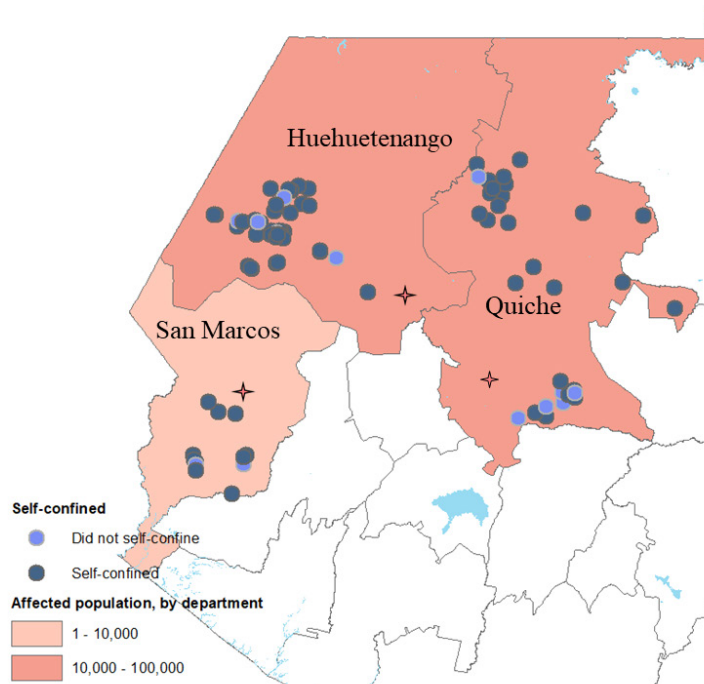 Huehuetenango
San Marcos
Quiche
Self-confined
Did not self-confine
Self-confined
Affected population, by department
1 - 10,000
10,000 - 100,000